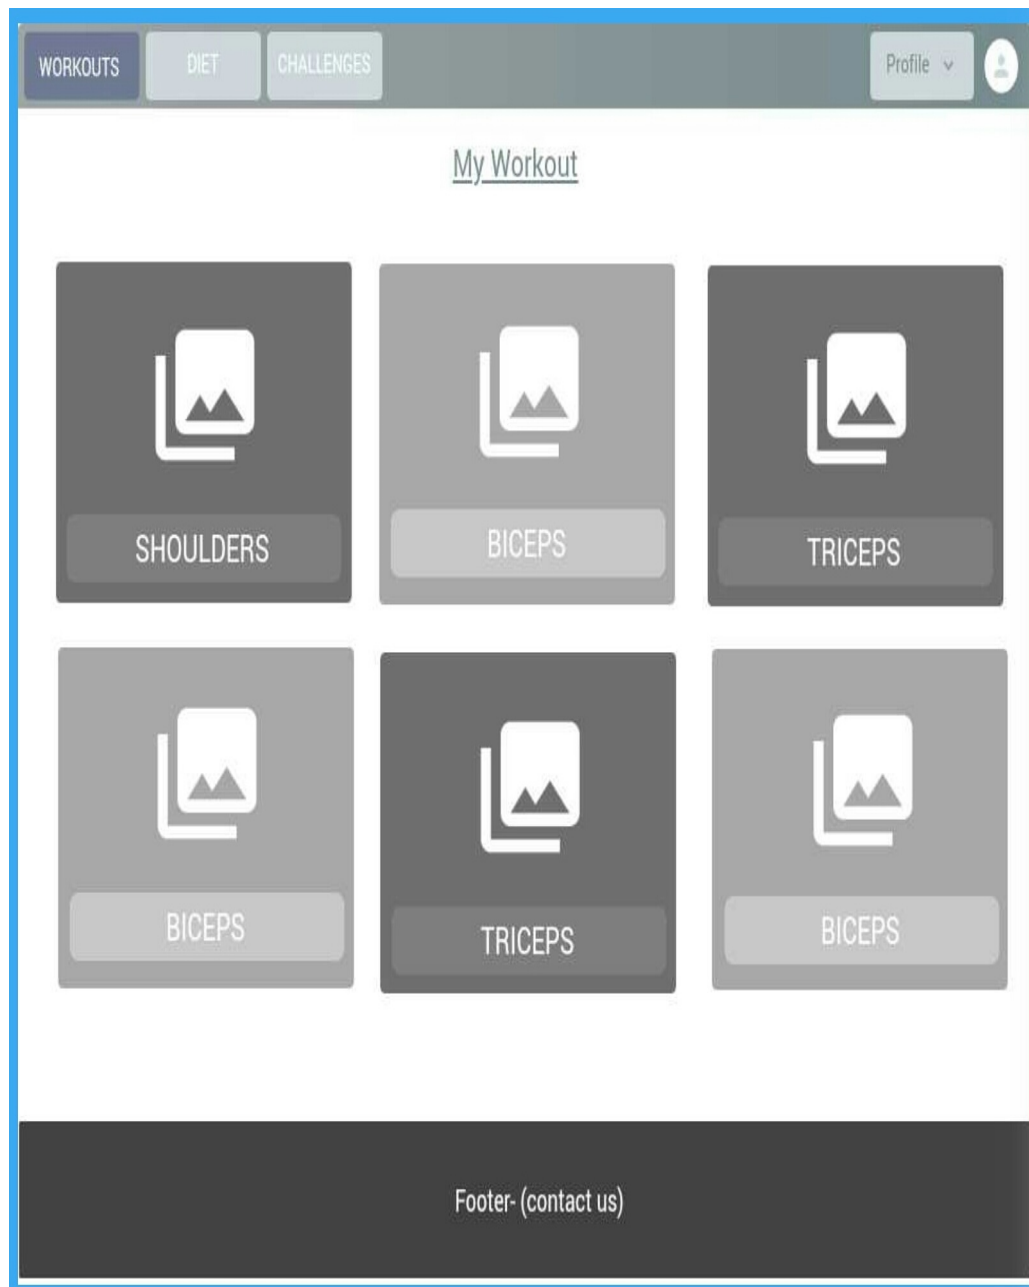 WORKOUTS
DIET
CHALLENGES
Profile
My Workout
SHOULDERS
BICEPS
TRICEPS
BICEPS
TRICEPS
BICEPS
Footer- (contact us)